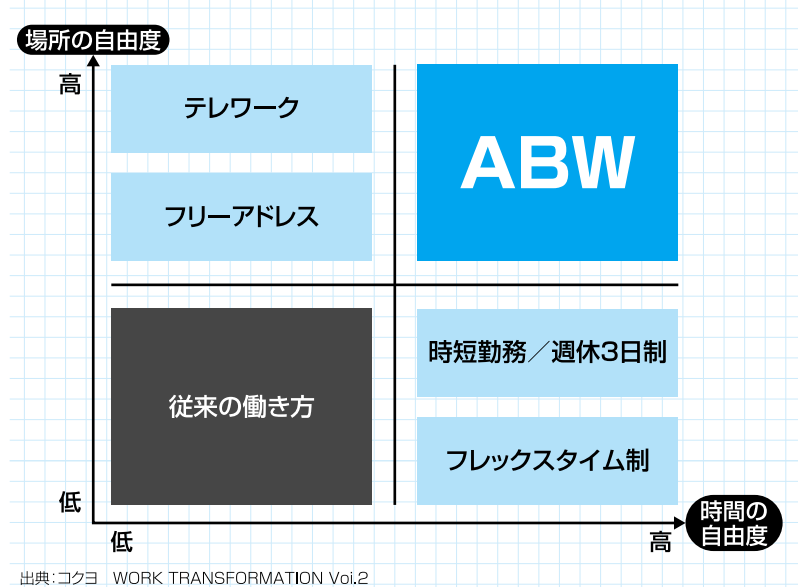 場所の自由度
高
テレワーク
ABW
フリーアドレス
従来の働き方
時短勤務／週休3日制
フレックスタイム制
低
低
高
時間の
自由度
出典:コクヨ　WORK TRANSFORMATION Voi.2